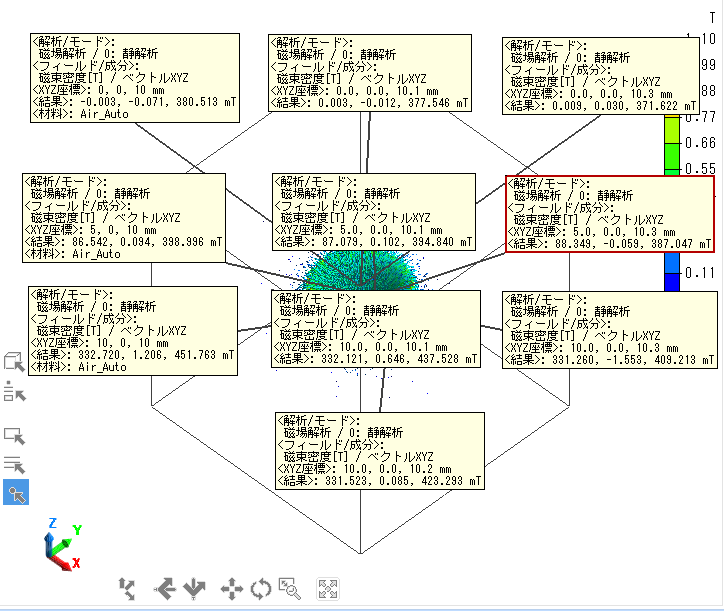 T
1.10
99
88
0.77
0.66
0.55
0.11
<解析/モード>:
磁場解析 / 0: 静解析
<フィールド/成分>:
磁束密度[T] / ベクトルXYZ
<XYZ座標>: 0, 0, 10 mm
<結果>: -0.003, -0.071, 380.513 mT
<材料>: Air_Auto
<解析/モード>:
磁場解析 / 0: 静解析
<フィールド/成分>:
磁束密度[T] / ベクトルXYZ
<XYZ座標>: 0.0, 0.0, 10.1 mm
<結果>: 0.003, -0.012, 377.546 mT
<解析/モード>:
磁場解析 / 0: 静解析
<フィールド/成分>:
磁束密度[T] / ベクトルXYZ
<XYZ座標>: 0.0, 0.0, 10.3 mm
<結果>: 0.009, 0.030, 371.622 mT
<解析/モード>:
磁場解析 / 0: 静解析
<フィールド/成分>:
磁束密度[T] / ベクトルXYZ
<XYZ座標>: 5, 0, 10 mm
<結果>: 86.542, 0.094, 398.996 mT
<材料>: Air_Auto
<解析/モード>:
磁場解析 / 0: 静解析
<フィールド/成分>:
磁束密度[T] / ベクトルXYZ
<XYZ座標>: 5.0, 0.0, 10.1 mm
<結果>: 87.079, 0.102, 394.840 mT
<解析/モード>:
磁場解析 / 0: 静解析
<フィールド/成分>:
磁束密度[T] / ベクトルXYZ
<XYZ座標>: 5.0, 0.0, 10.3 mm
<結果>: 88.349, -0.059, 387.047 mT
<解析/モード>:
磁場解析 / 0: 静解析
<フィールド/成分>:
磁束密度[T] / ベクトルXYZ
<XYZ座標>: 10, 0, 10 mm
<結果>: 332.720, 1.206, 451.763 mT
<材料>: Air_Auto
<解析/モード>:
磁場解析 / 0: 静解析
<フィールド/成分>:
磁束密度[T] / ベクトルXYZ
<XYZ座標>: 10.0, 0.0, 10.1 mm
<結果>: 332.121, 0.646, 437.528 mT
<解析/モード>:
磁場解析 / 0: 静解析
<フィールド/成分>:
磁束密度[T] / ベクトルXYZ
<XYZ座標>: 10.0, 0.0, 10.3 mm
<結果>: 331.260, -1.553, 409.213 mT
<解析/モード>:
磁場解析 / 0: 静解析
<フィールド/成分>:
磁束密度[T] / ベクトルXYZ
<XYZ座標>: 10.0, 0.0, 10.2 mm
<結果>: 331.523, 0.085, 423.293 mT
Z
Y
X